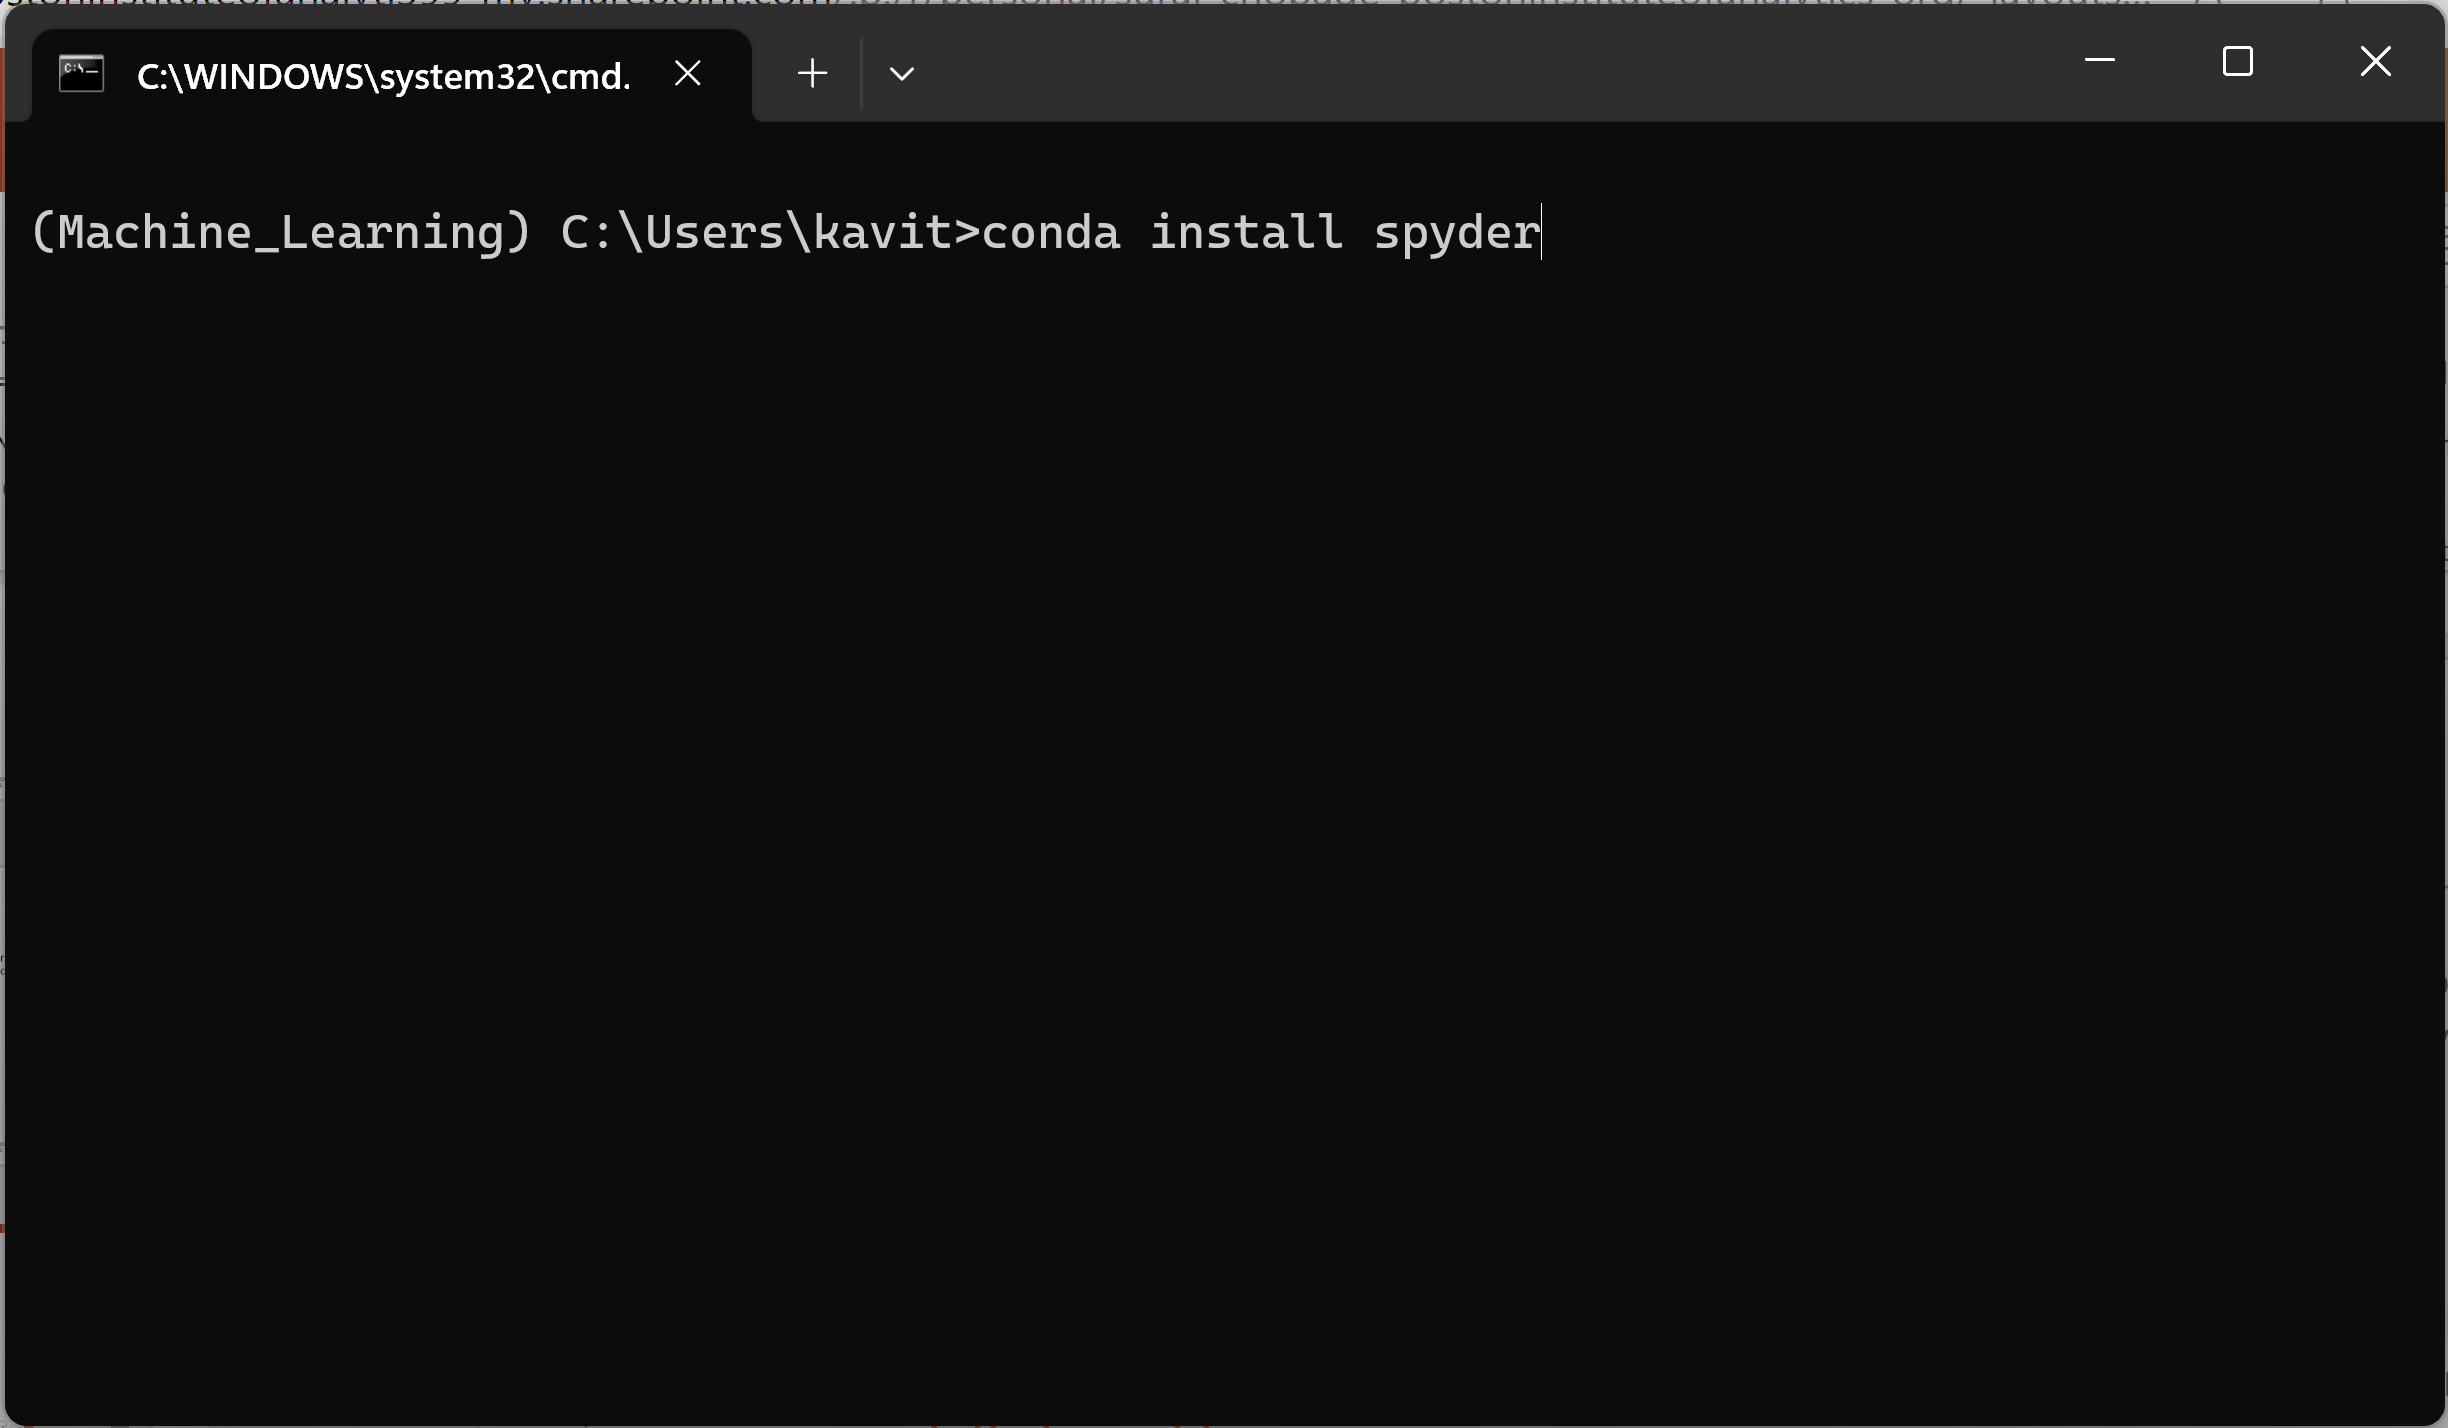 C:\WINDOWS\system32\cmd.
(Machine_Learning) C:\Users\kavit>conda install spyder